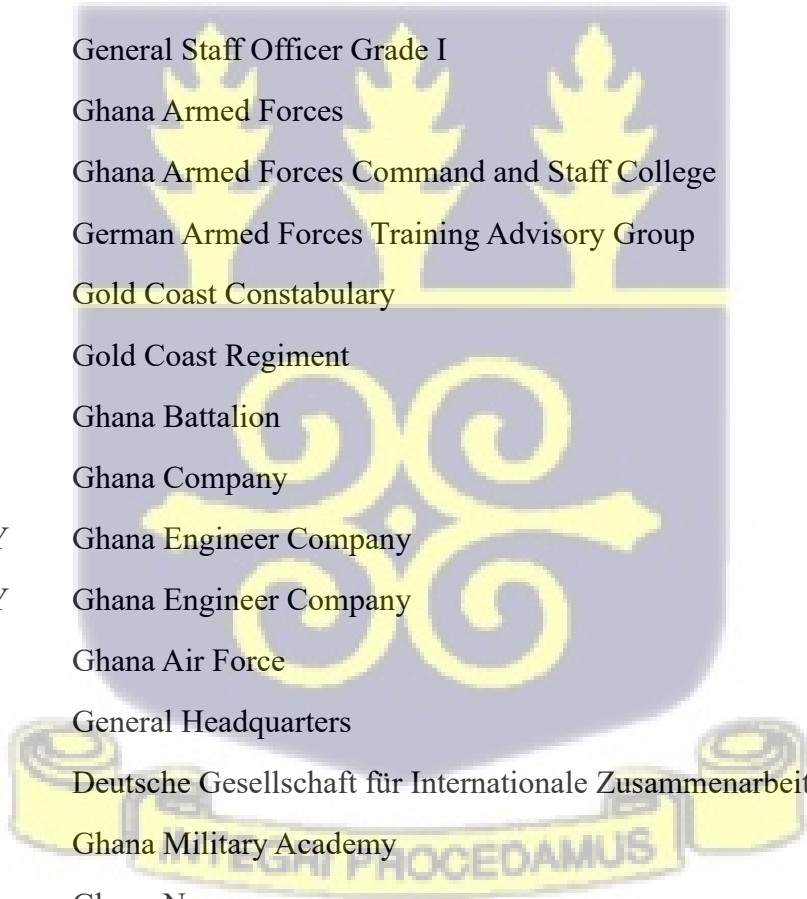 General Staff Officer Grade I
Ghana Armed Forces
Ghana Armed Forces Command and Staff College
German Armed Forces Training Advisory Group
Gold Coast Constabulary
Gold Coast Regiment
Ghana Battalion
Ghana Company
Y Ghana Engineer Company
Y Ghana Engineer Company
Ghana Air Force
General Headquarters
Deutsche Gesellschaft für Internationale Zusammenarbeit
Ghana Military Academy
INTEGRI PROCEDAMUS